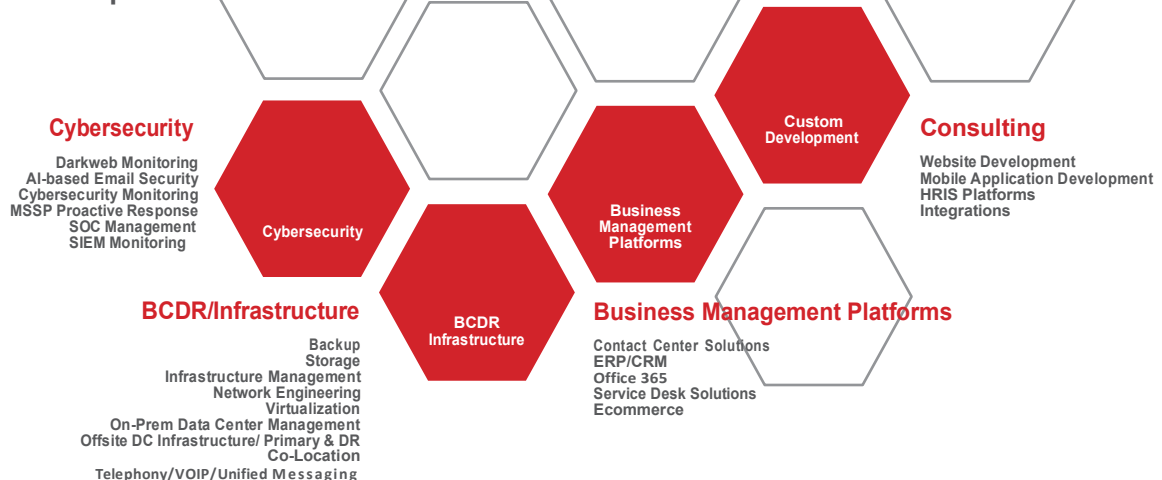 Cybersecurity
Darkweb Monitoring
AI-based Email Security
Cybersecurity Monitoring
MSSP Proactive Response
SOC Management
SIEM Monitoring
Cybersecurity
BCDR/Infrastructure
Backup
Storage
Infrastructure Management
Network Engineering
Virtualization
On-Prem Data Center Management
Offsite DC Infrastructure/ Primary & DR
Co-Location
Telephony/VOIP/Unified Messaging
BCDR
Infrastructure
Business
Management
Platforms
Business Management Platforms
Contact Center Solutions
ERP/CRM
Office 365
Service Desk Solutions
Ecommerce
Custom
Development
Consulting
Website Development
Mobile Application Development
HRIS Platforms
Integrations